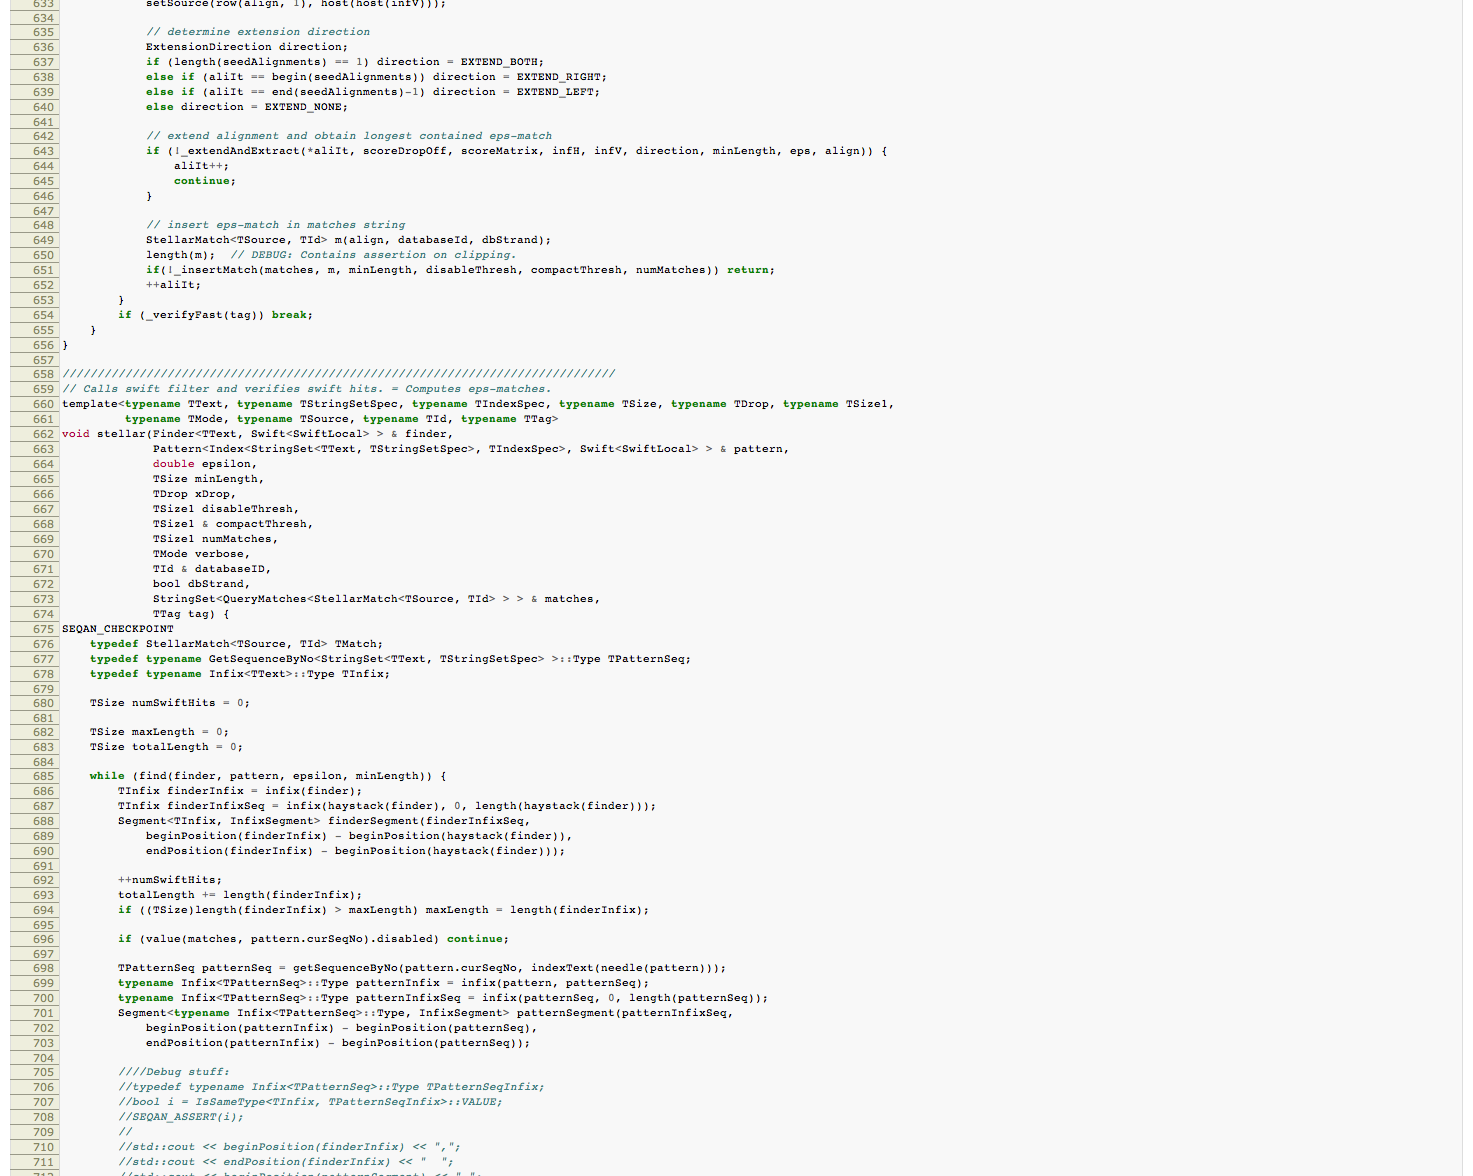 633 setSource(row(align, 1), host(host(infV)));
634
635 // determine extension direction
636 ExtensionDirection direction;
637 if (length(seedAlignments) == 1) direction = EXTEND_BOTH;
638 else if (aliIt == begin(seedAlignments)) direction = EXTEND_RIGHT;
639 else if (aliIt == end(seedAlignments)-1) direction = EXTEND_LEFT;
640 else direction = EXTEND_NONE;
641
642 // extend alignment and obtain longest contained eps-match
643 if (!_extendAndExtract(*aliIt, scoreDropOff, scoreMatrix, infH, infV, direction, minLength, eps, align)) {
644 aliIt++;
645 continue;
646 }
647
648 // insert eps-match in matches string
649 StellarMatch<TSource, TId> m(align, databaseId, dbStrand);
650 length(m);  // DEBUG: Contains assertion on clipping.
651 if(!_insertMatch(matches, m, minLength, disableThresh, compactThresh, numMatches)) return;
652 ++aliIt;
653 }
654 if (_verifyFast(tag)) break;
655 }
656 }
657
658 ///////////////////////////////////////////////////////////////////////////////
659 // Calls swift filter and verifies swift hits. = Computes eps-matches.
660 template<typename TText, typename TStringSetSpec, typename TIndexSpec, typename TSize, typename TDrop, typename TSize1,
661 typename TMode, typename TSource, typename TId, typename TTag>
662 void stellar(Finder<TText, Swift<SwiftLocal> > & finder,
663 Pattern<Index<StringSet<TText, TStringSetSpec>, TIndexSpec>, Swift<SwiftLocal> > & pattern,
664 double epsilon,
665 TSize minLength,
666 TDrop xDrop,
667 TSize1 disableThresh,
668 TSize1 & compactThresh,
669 TSize1 numMatches,
670 TMode verbose,
671 TId & databaseID,
672 bool dbStrand,
673 StringSet<QueryMatches<StellarMatch<TSource, TId> > > & matches,
674 TTag tag) {
675 SEQAN_CHECKPOINT
676 typedef StellarMatch<TSource, TId> TMatch;
677 typedef typename GetSequenceByNo<StringSet<TText, TStringSetSpec> >::Type TPatternSeq;
678 typedef typename Infix<TText>::Type TInfix;
679
680 TSize numSwiftHits = 0;
681
682 TSize maxLength = 0;
683 TSize totalLength = 0;
684
685 while (find(finder, pattern, epsilon, minLength)) {
686 TInfix finderInfix = infix(finder);
687 TInfix finderInfixSeq = infix(haystack(finder), 0, length(haystack(finder)));
688 Segment<TInfix, InfixSegment> finderSegment(finderInfixSeq,
689 beginPosition(finderInfix) - beginPosition(haystack(finder)),
690 endPosition(finderInfix) - beginPosition(haystack(finder)));
691
692 ++numSwiftHits;
693 totalLength += length(finderInfix);
694 if ((TSize)length(finderInfix) > maxLength) maxLength = length(finderInfix);
695
696 if (value(matches, pattern.curSeqNo).disabled) continue;
697
698 TPatternSeq patternSeq = getSequenceByNo(pattern.curSeqNo, indexText(needle(pattern)));
699 typename Infix<TPatternSeq>::Type patternInfix = infix(pattern, patternSeq);
700 typename Infix<TPatternSeq>::Type patternInfixSeq = infix(patternSeq, 0, length(patternSeq));
701 Segment<typename Infix<TPatternSeq>::Type, InfixSegment> patternSegment(patternInfixSeq,
702 beginPosition(patternInfix) - beginPosition(patternSeq),
703 endPosition(patternInfix) - beginPosition(patternSeq));
704
705 ////Debug stuff:
706 //typedef typename Infix<TPatternSeq>::Type TPatternSeqInfix;
707 //bool i = IsSameType<TInfix, TPatternSeqInfix>::VALUE;
708 //SEQAN_ASSERT(i);
709 //
710 //std::cout << beginPosition(finderInfix) << ",";
711 //std::cout << endPosition(finderInfix) << "  ";